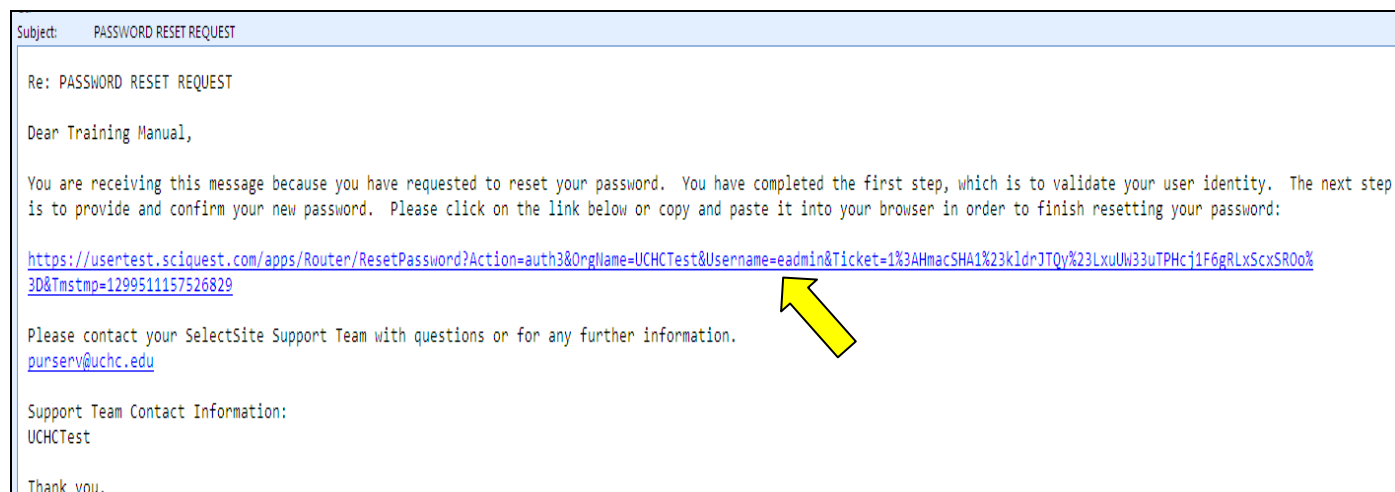 Subject: PASSWORD RESET REQUEST
Re: PASSWORD RESET REQUEST
Dear Training Manual,
You are receiving this message because you have requested to reset your password. You have completed the first step, which is to validate your user identity. The next step
is to provide and confirm your new password. Please click on the link below or copy and paste it into your browser in order to finish resetting your password:
https://usertest.sciquest.com/apps/Router/ResetPassword?Action=auth3&OrgName=UCHCTest&Username=eadmin&Ticket=1%3AHmacSHA1%23kldrJTQy%23LxuUW33uTPHcj1F6gRLxScxSROo%
3D&Tmstmp=1299511157526829
Please contact your SelectSite Support Team with questions or for any further information.
purserv@uchc.edu
Support Team Contact Information:
UCHCTest
Thank you,